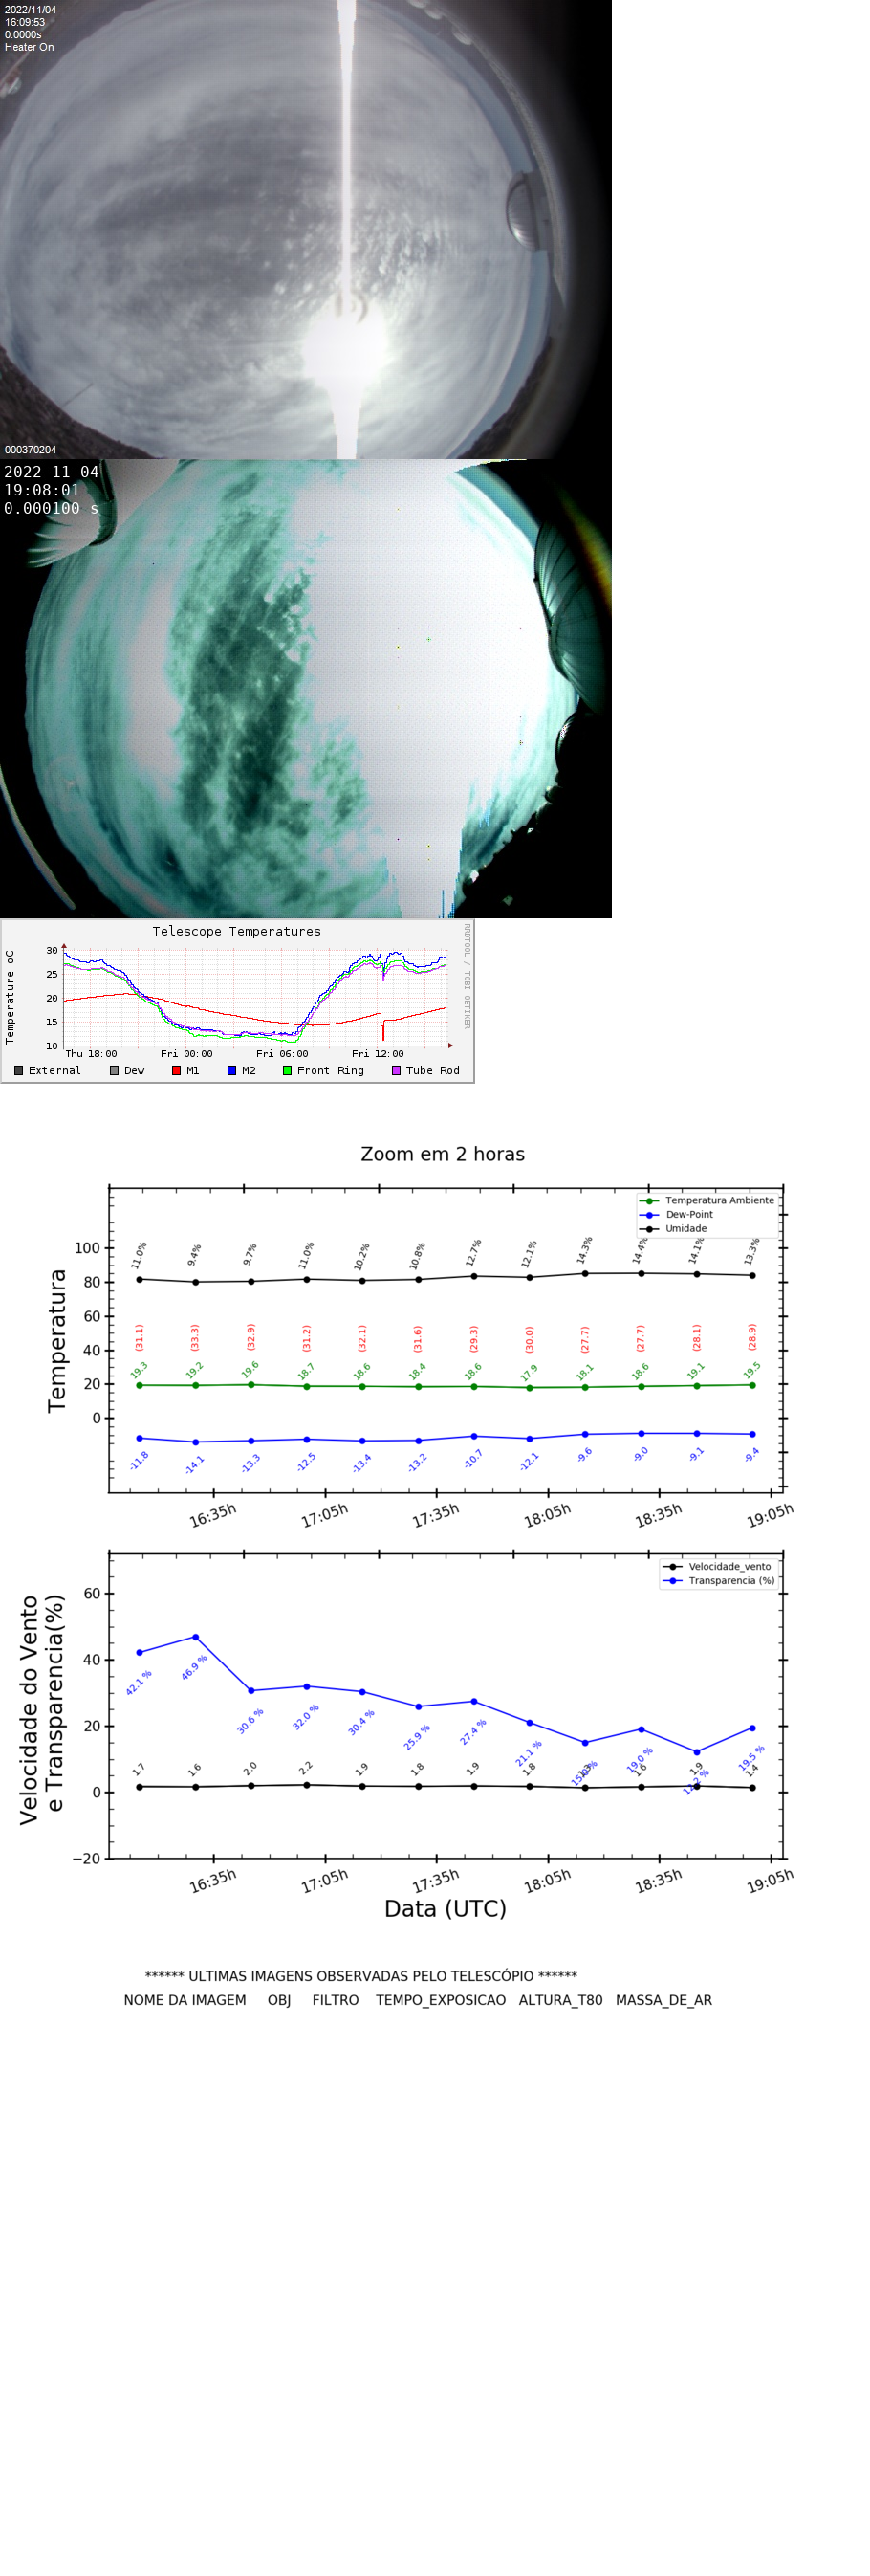 2022/11/04
16:09:53
0.0000s
Heater On
000370204
2022-11-04
19:08:01
0.000100 s
Telescope Temperatures
RRDTOOL / TOBI OETIKER
Temperature oC
30
25
20
15
10
Thu 18:00 Fri 00:00 Fri 06:00 Fri 12:00
External Dew M1 M2 Front Ring Tube Rod
Zoom em 2 horas
Temperatura Ambiente
Dew-Point
Umidade
Temperatura
100
80
60
40
20
0
11.0% 9.4% 9.7% 11.0% 10.2% 10.8% 12.7% 12.1% 14.3% 14.4% 14.1% 13.3%
(31.1) (33.3) (32.9) (31.2) (32.1) (31.6) (29.3) (30.0) (27.7) (27.7) (28.1) (28.9)
19.3 19.2 19.6 18.7 18.6 18.4 18.6 17.9 18.1 18.6 19.1 19.5
-11.8 -14.1 -13.3 -12.5 -13.4 -13.2 -10.7 -12.1 -9.6 -9.0 -9.1 -9.4
16:35h 17:05h 17:35h 18:05h 18:35h 19:05h
Velocidade_vento
Transparencia (%)
Velocidade do Vento
e Transparencia(%)
60
40
20
0
−20
42.1 % 46.9 % 30.6 % 32.0 % 30.4 % 25.9 % 27.4 % 21.1 % 19.0 % 19.5 %
1.7 1.6 2.0 2.2 1.9 1.8 1.9 1.8 1.6 1.9 1.4
16:35h 17:05h 17:35h 18:05h 18:35h 19:05h
Data (UTC)
****** ULTIMAS IMAGENS OBSERVADAS PELO TELESCÓPIO ******
NOME DA IMAGEM OBJ FILTRO TEMPO_EXPOSICAO ALTURA_T80 MASSA_DE_AR